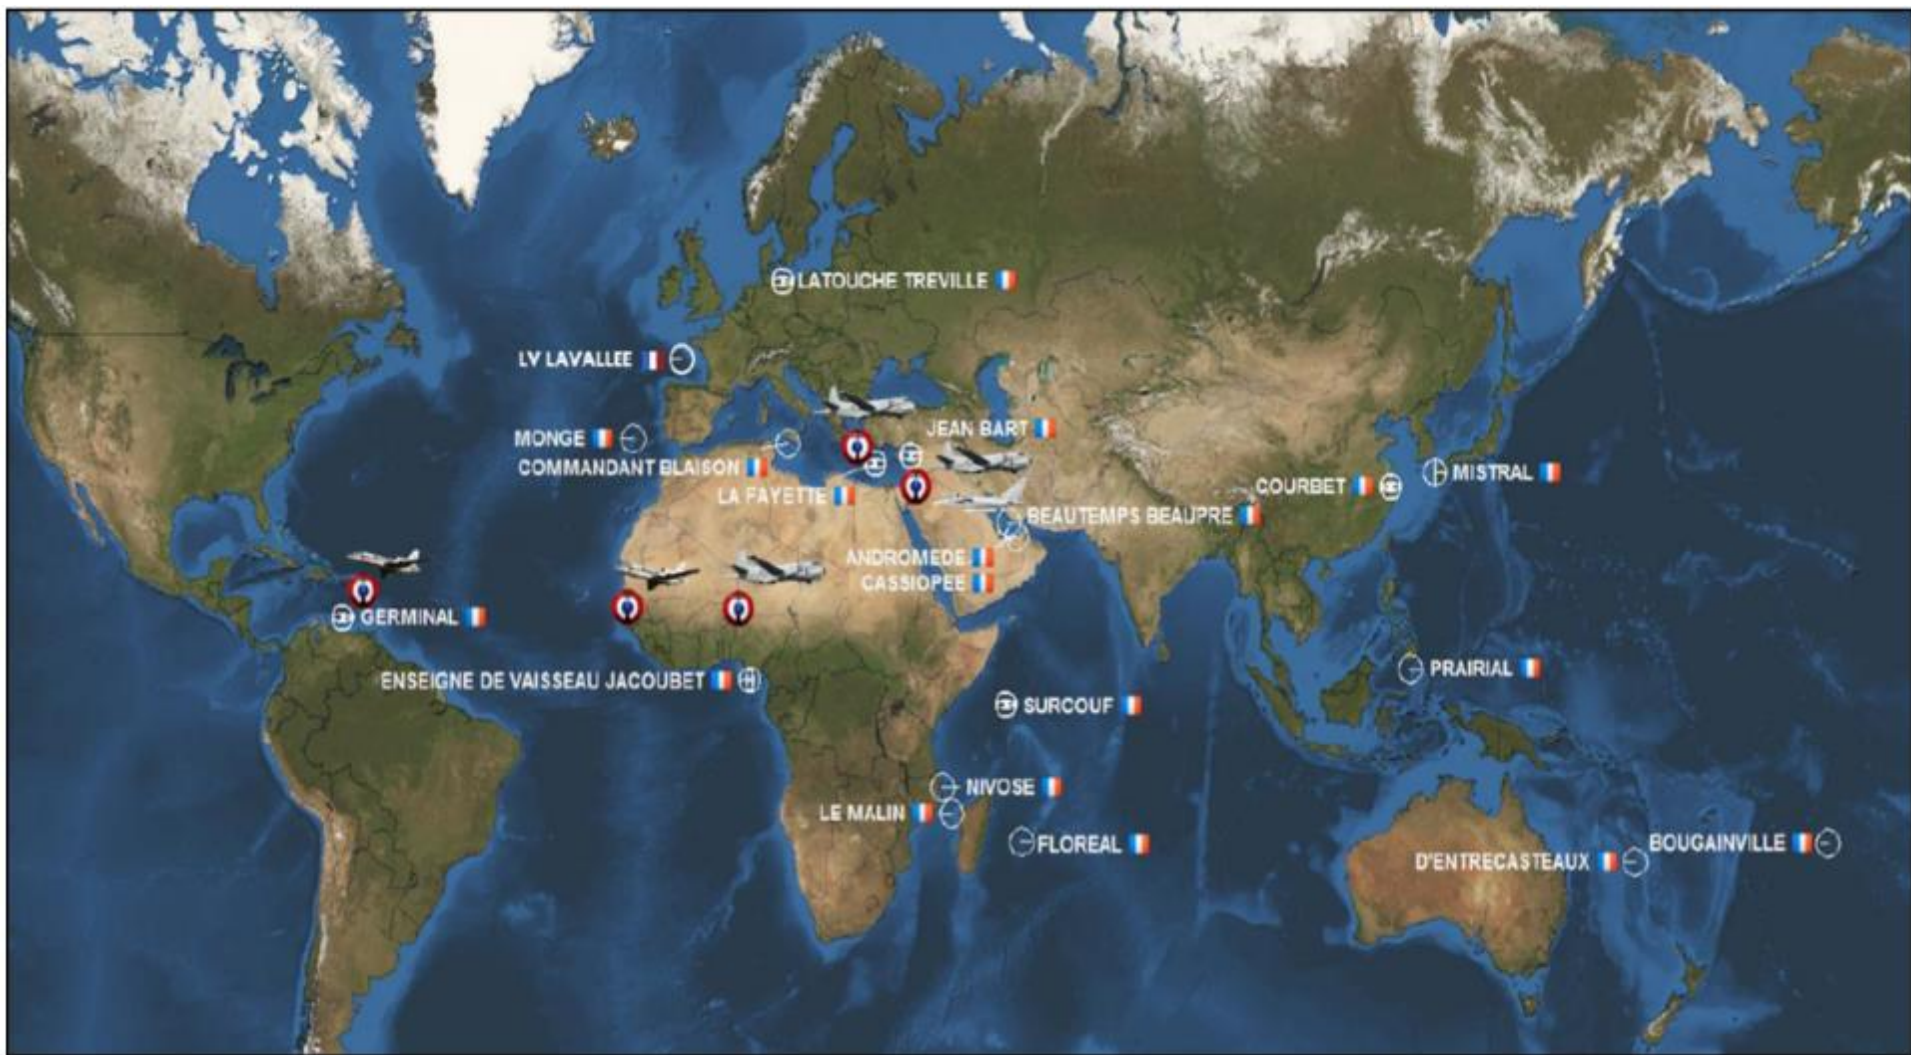 LATOUCHE TREVILLE
LV LAVALLEE
MONGE
JEAN BART
COMMANDANT BLAISON
COURBET
MISTRAL
LA FAYETTE
BEAUTEMPS BEAUPRE
ANDROMEDE
CASSIOPEE
GERMINAL
PRAIRIAL
ENSEIGNE DE VAISSEAU JACOUBET
SURCOUF
NIVOSE
LE MALIN
FLOREAL
BOUGAINVILLE
D'ENTRECASTEAUX